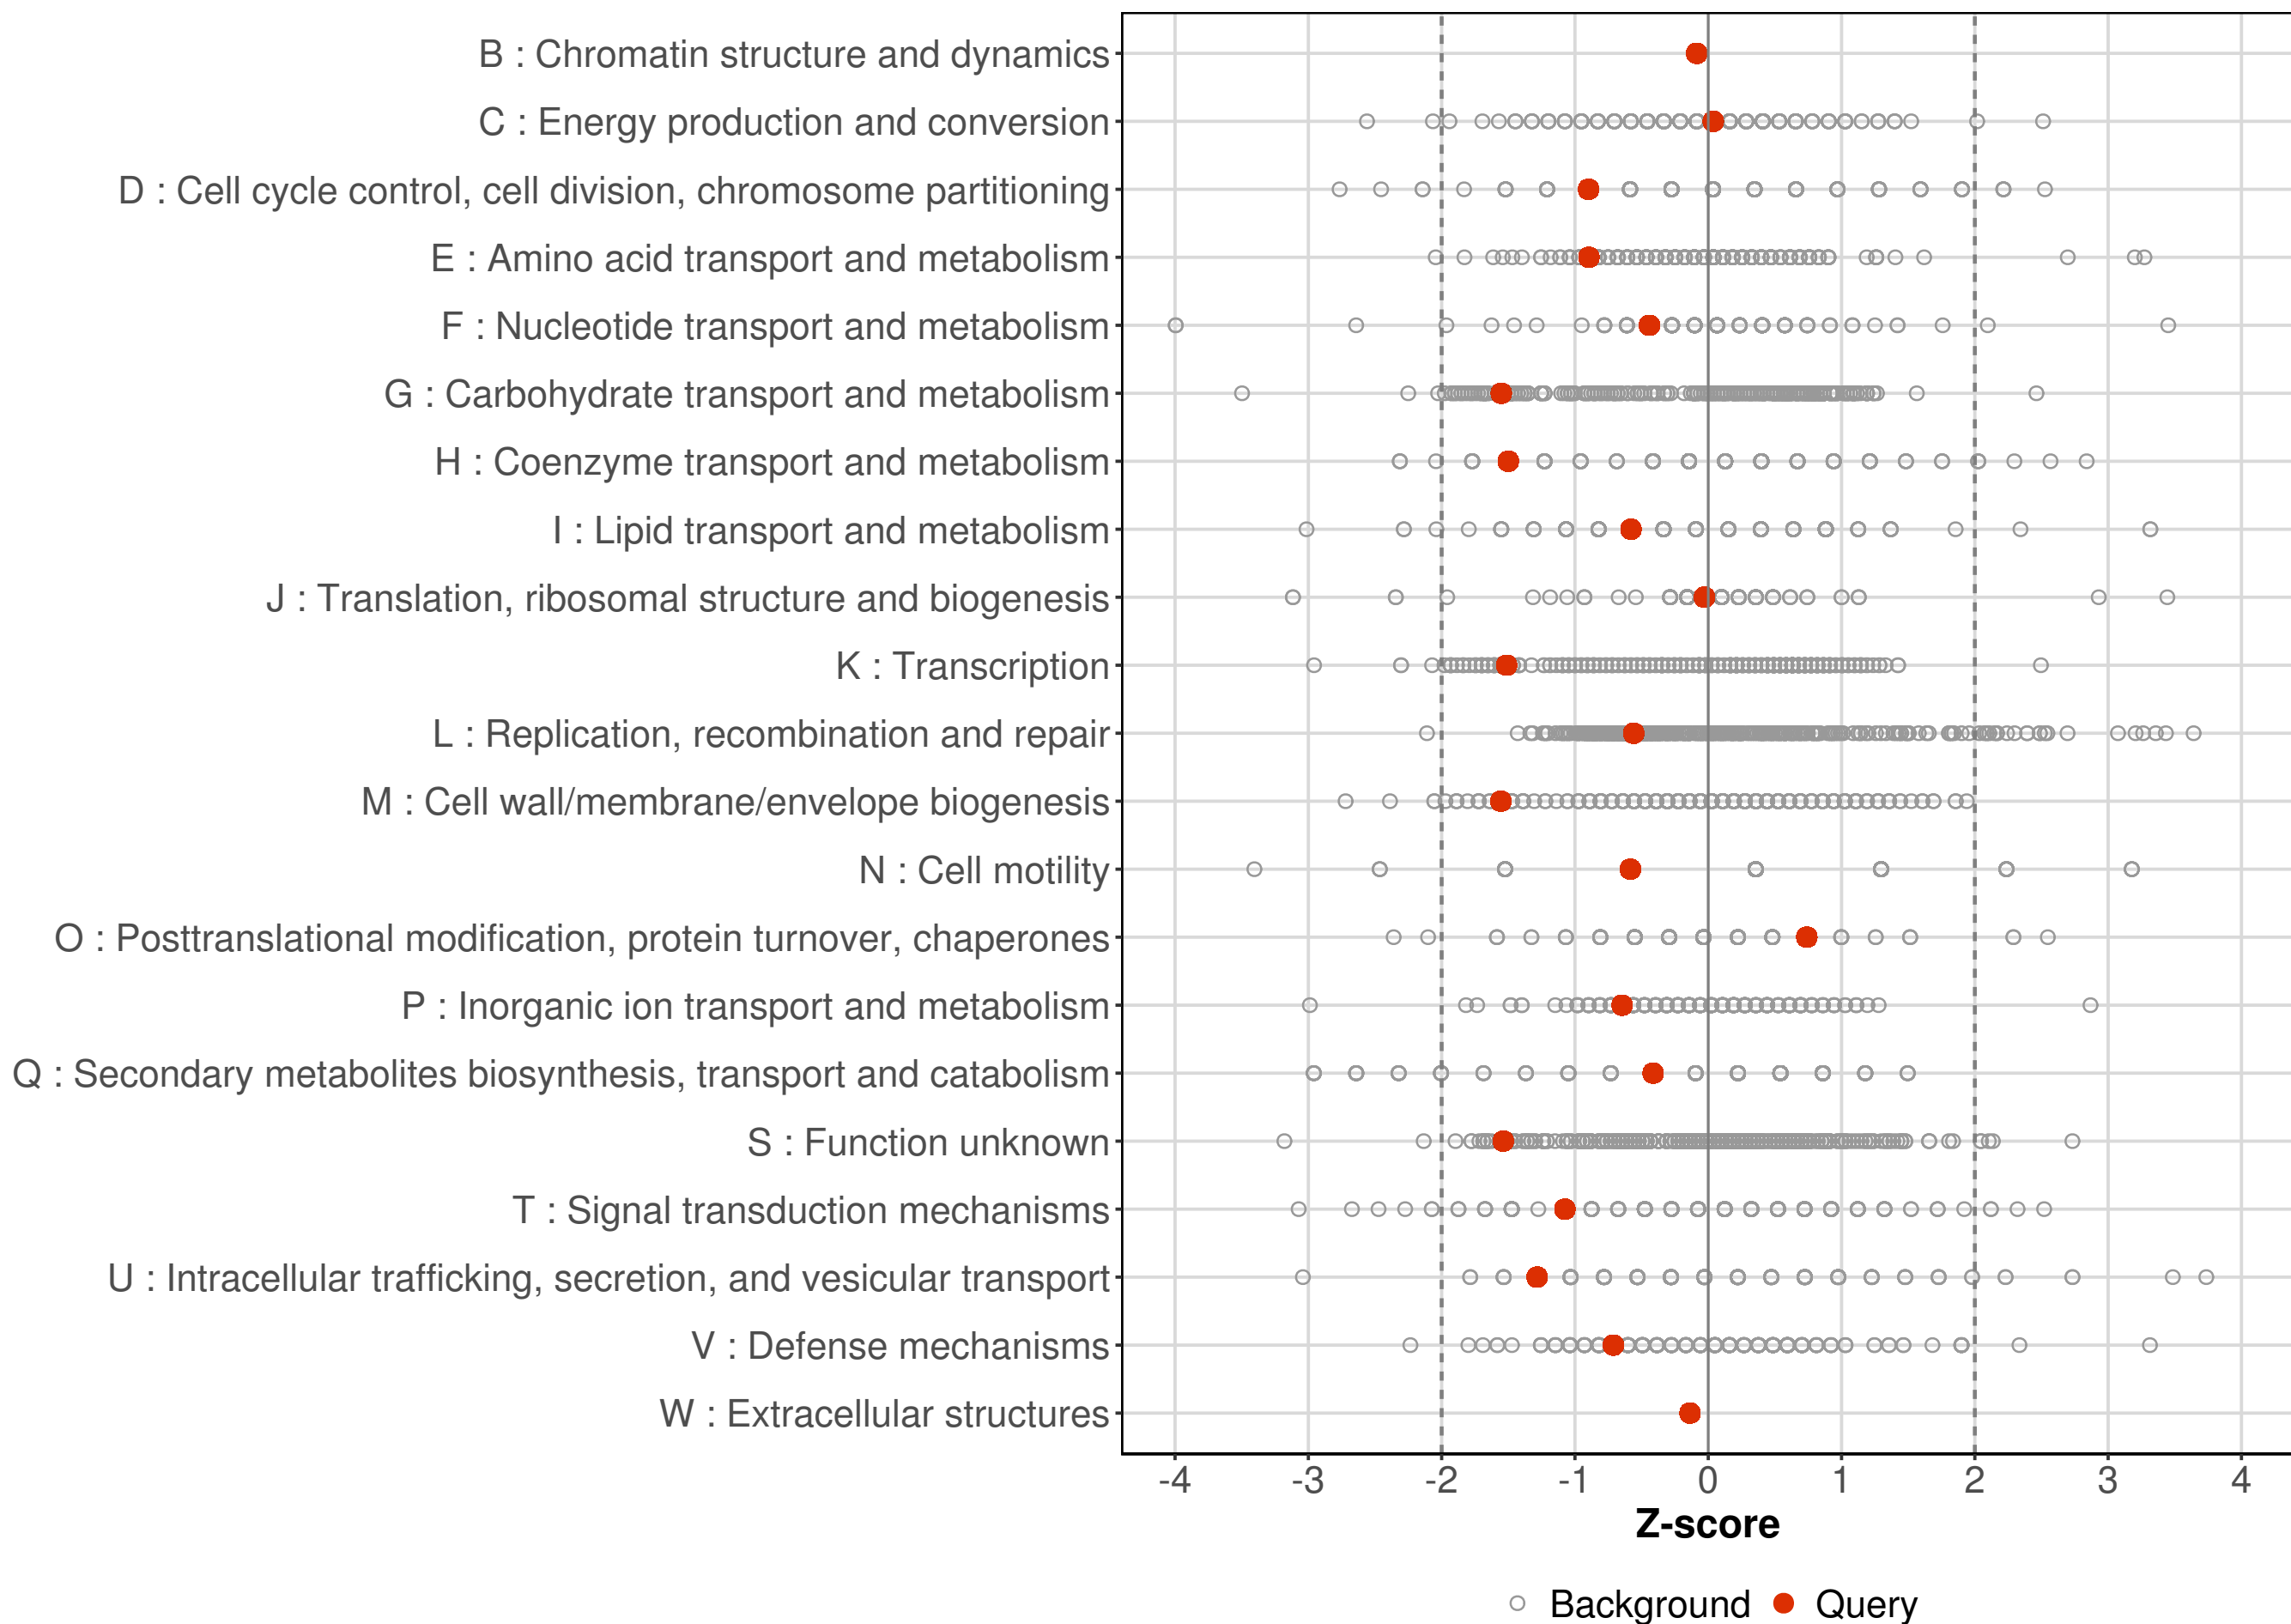 B : Chromatin structure and dynamics
C : Energy production and conversion
D : Cell cycle control, cell division, chromosome partitioning
E : Amino acid transport and metabolism
F : Nucleotide transport and metabolism
G : Carbohydrate transport and metabolism
H : Coenzyme transport and metabolism
I : Lipid transport and metabolism
J : Translation, ribosomal structure and biogenesis
K : Transcription
L : Replication, recombination and repair
M : Cell wall/membrane/envelope biogenesis
N : Cell motility
O : Posttranslational modification, protein turnover, chaperones
P : Inorganic ion transport and metabolism
Q : Secondary metabolites biosynthesis, transport and catabolism
S : Function unknown
T : Signal transduction mechanisms
U : Intracellular trafficking, secretion, and vesicular transport
V : Defense mechanisms
W : Extracellular structures
-4 -3 -2 -1 0 1 2 3 4
Z-score
Background Query